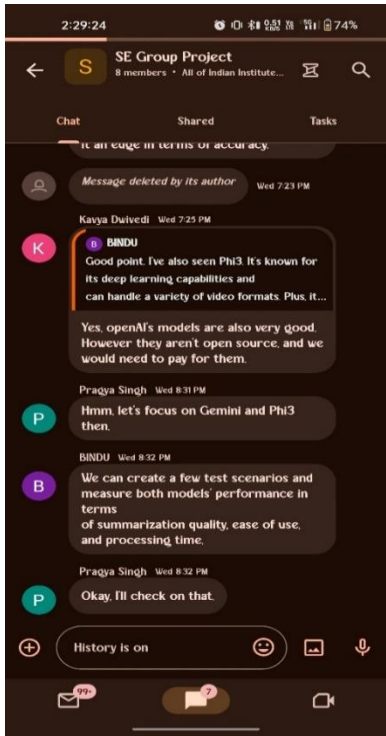 2:29:24
74%
SE Group Project
S
8 members • All of Indian Institute...
Chat
Shared
Tasks
it an edge in terms of accuracy.
Message deleted by its author
Wed 7:23 PM
Kavya Dwivedi Wed 7:25 PM
K
B BINDU
Good point. I've also seen Phi3. It's known for
its deep learning capabilities and
can handle a variety of video formats. Plus, it...
Yes, openAI's models are also very good.
However they aren't open source, and we
would need to pay for them.
Pragya Singh Wed 8:31 PM
P
Hmm, let's focus on Gemini and Phi3
then.
BINDU Wed 8:32 PM
B
We can create a few test scenarios and
measure both models' performance in
terms
of summarization quality, ease of use,
and processing time.
Pragya Singh Wed 8:32 PM
P
Okay, I'll check on that.
History is on
99+
7